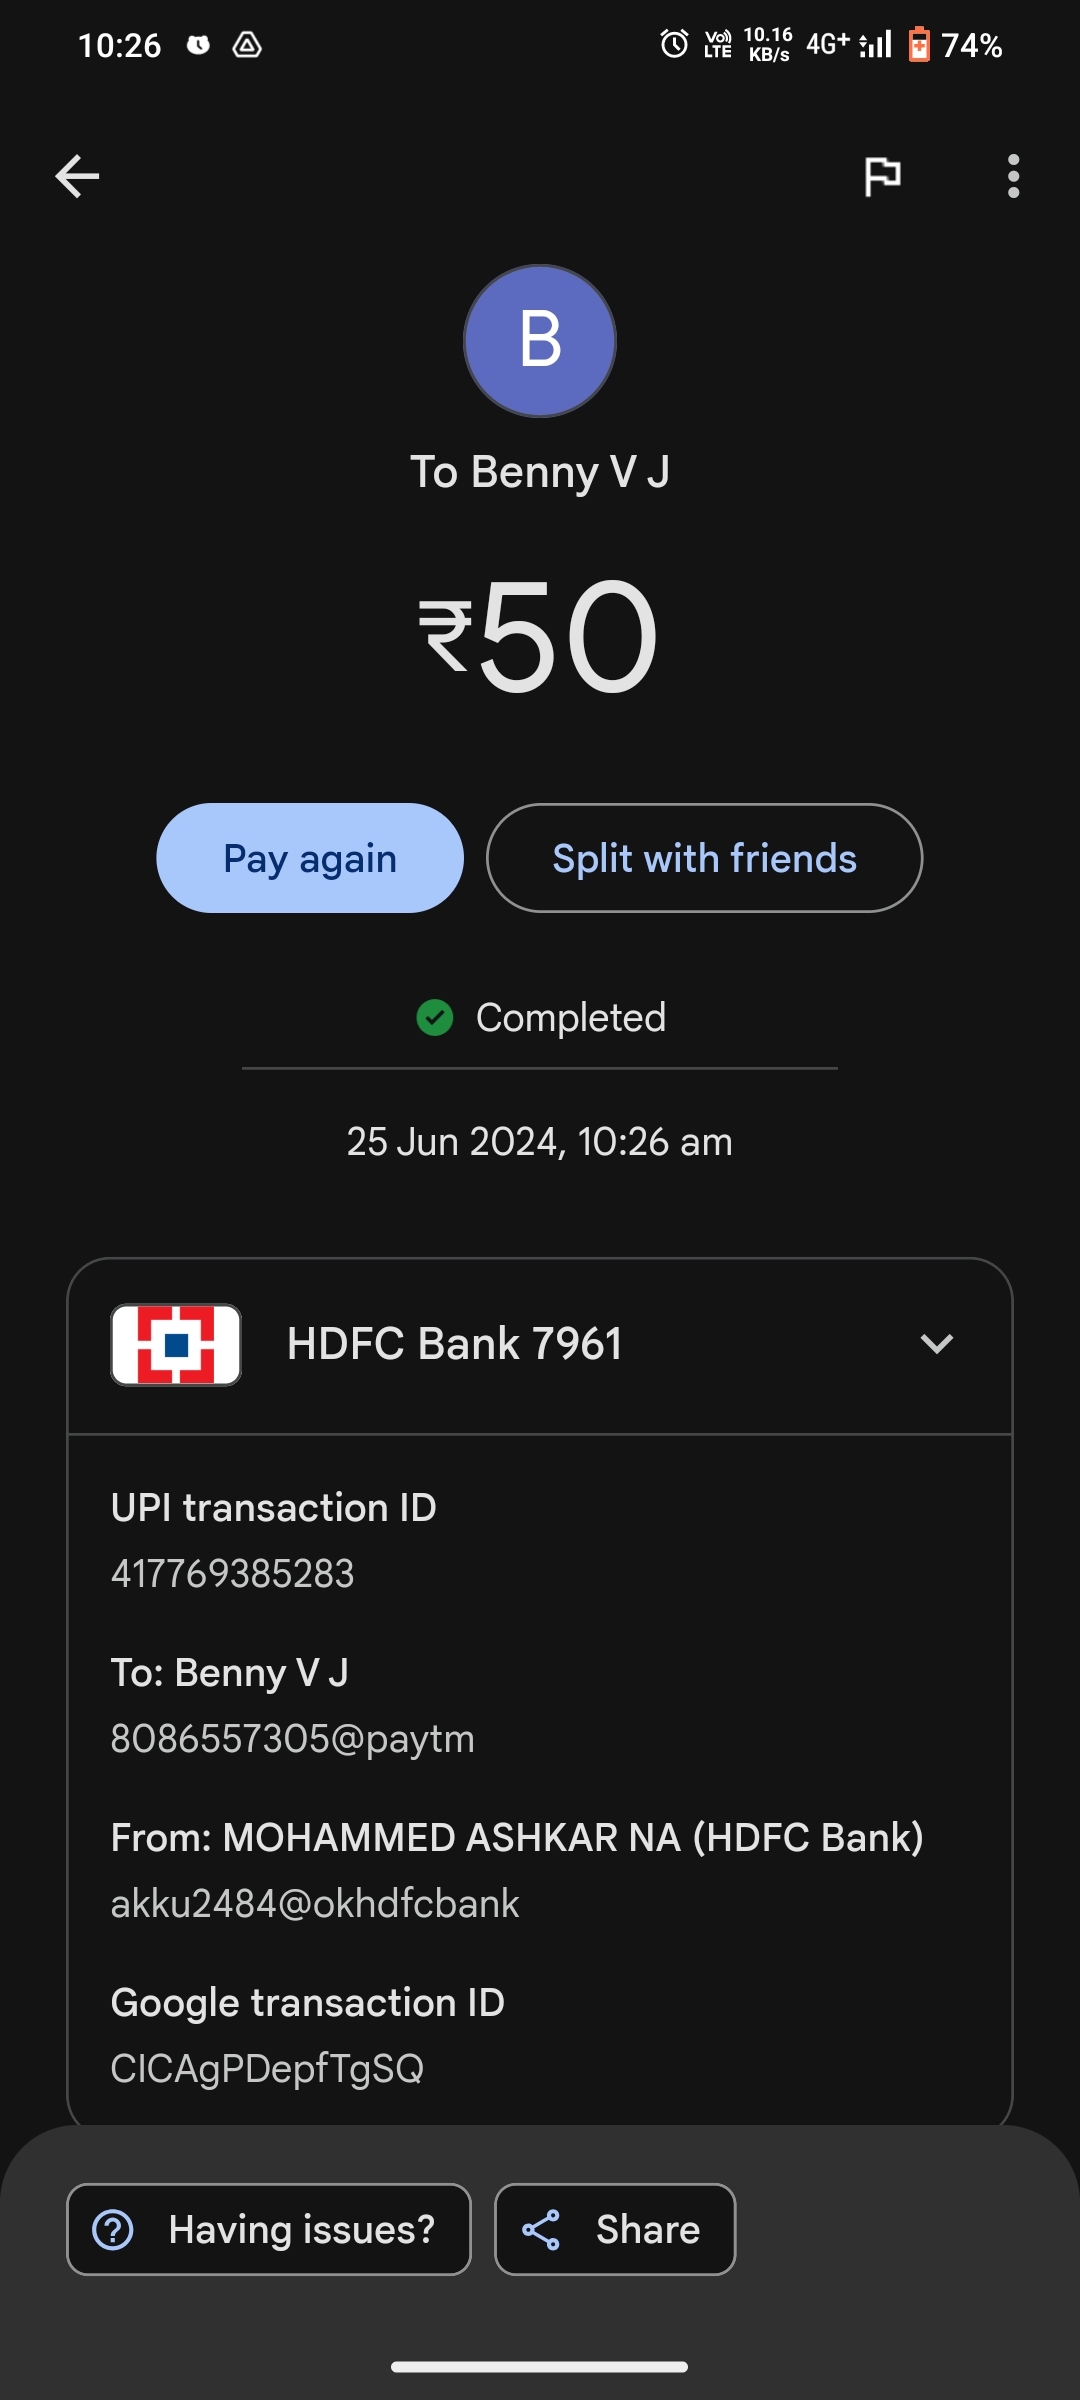 10:26
10.16 KB/s
Vo) LTE
4G+
74%
B
To Benny V J
₹50
Pay again
Split with friends
Completed
25 Jun 2024, 10:26 am
HDFC Bank 7961
UPI transaction ID
417769385283
To: Benny V J
8086557305@paytm
From: MOHAMMED ASHKAR NA (HDFC Bank)
akku2484@okhdfcbank
Google transaction ID
CICAgPDepfTgSQ
Having issues?
Share